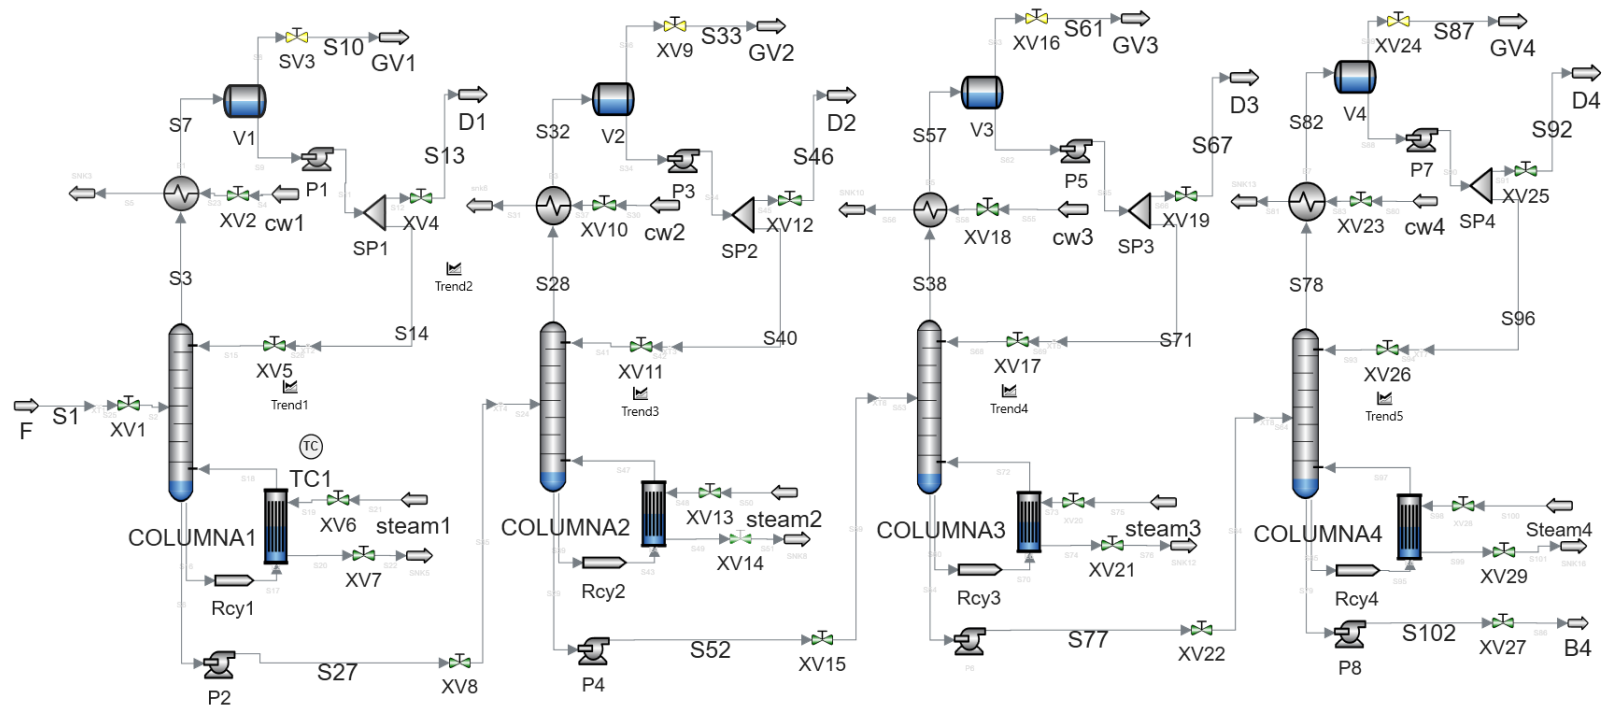 S10
SV3
GV1
V1
S7
P1
D1
S13
XV2
cw1
XV4
SP1
SNK3
S3
Trend2
S14
XV5
Trend1
F
S1
XV1
TC
TC1
XV6
steam1
COLUMNA1
XV7
Rcy1
P2
S27
XV8
XV9
S33
GV2
V2
S32
P3
D2
S46
XV10
cw2
XV12
SP2
S28
S40
XV11
Trend3
XV13
steam2
COLUMNA2
XV14
Rcy2
P4
S52
XV15
XV16
S61
GV3
V3
S57
P5
D3
S67
XV18
cw3
XV19
SP3
SNK10
S38
S71
XV17
Trend4
XV20
steam3
COLUMNA3
XV21
SNK12
Rcy3
S77
XV22
XV24
S87
GV4
V4
S82
P7
D4
S92
XV23
cw4
XV25
SP4
SNK13
S78
S96
XV26
Trend5
Steam4
COLUMNA4
XV29
Rcy4
P8
S102
XV27
B4